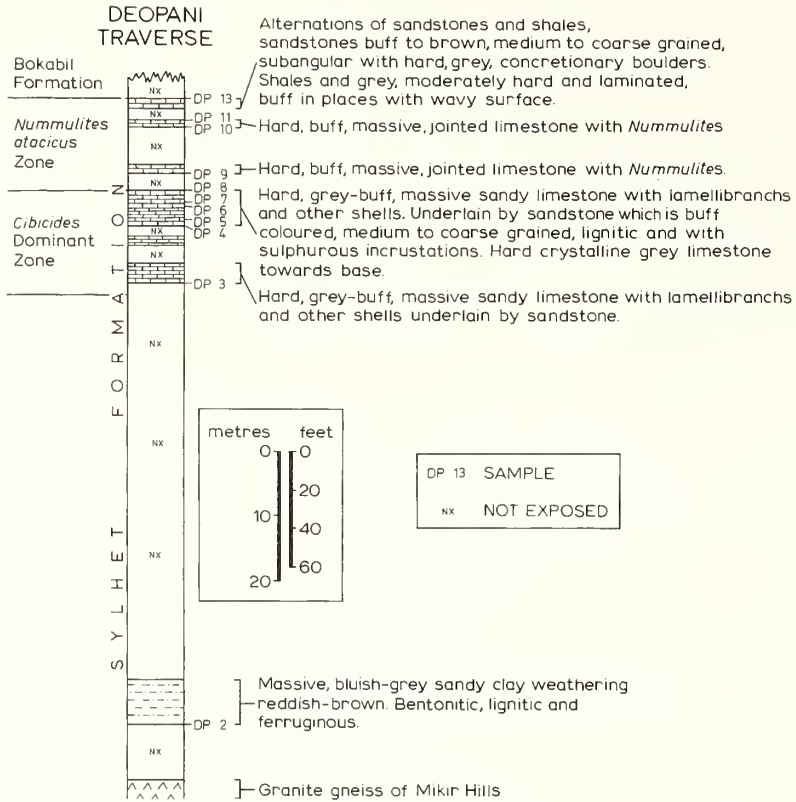 DEOPANI
TRAVERSE
Bokabil
Formation
Nummulites
atacicus
Zone
Cibicides
Dominant
Zone
SYLHET FORMATION
NX
DP 13
NX
DP 11
DP 10
NX
DP 9
NX
DP 8
DP 7
DP 6
DP 5
DP 4
NX
NX
DP 3
NX
NX
NX
DP 2
NX
Alternations of sandstones and shales,
sandstones buff to brown, medium to coarse grained,
subangular with hard, grey, concretionary boulders.
Shales and grey, moderately hard and laminated,
buff in places with wavy surface.
Hard, buff, massive, jointed limestone with Nummulites
Hard, buff, massive, jointed limestone with Nummulites.
Hard, grey-buff, massive sandy limestone with lamellibranchs
and other shells. Underlain by sandstone which is buff
coloured, medium to coarse grained, lignitic and with
sulphurous incrustations. Hard crystalline grey limestone
towards base.
Hard, grey-buff, massive sandy limestone with lamellibranchs
and other shells underlain by sandstone.
metres feet
0 0
20
10
40
60
20
DP 13 SAMPLE
NX NOT EXPOSED
Massive, bluish-grey sandy clay weathering
reddish-brown. Bentonitic, lignitic and
ferruginous.
Granite gneiss of Mikir Hills